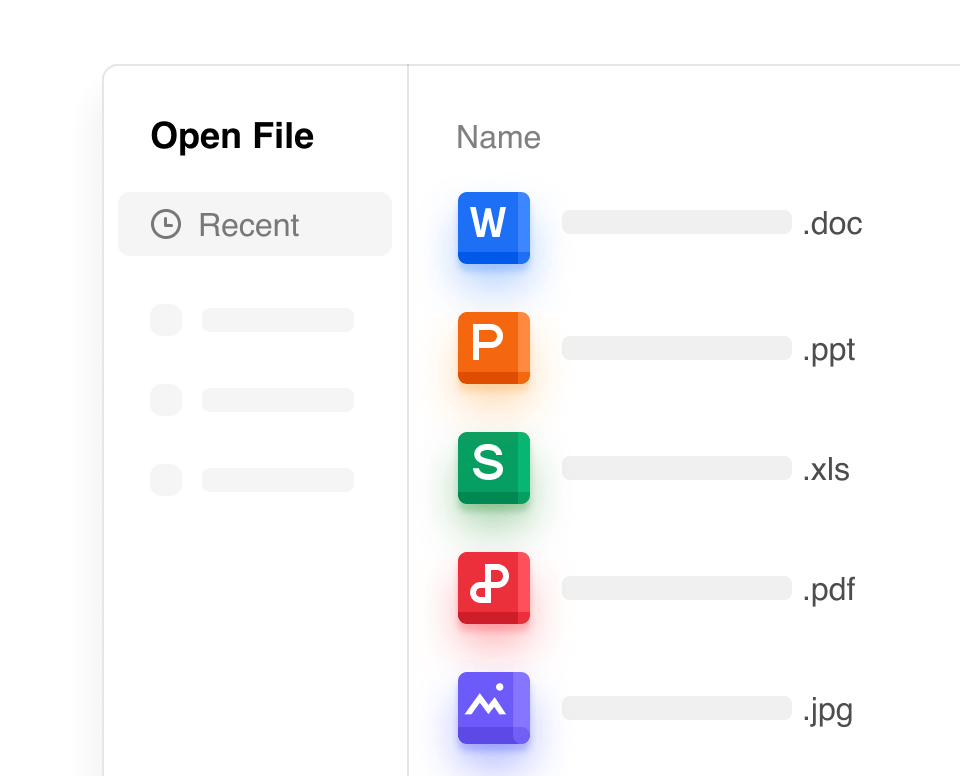 Open File
Recent
Name
W .doc
P .ppt
S .xls
P .pdf
.jpg